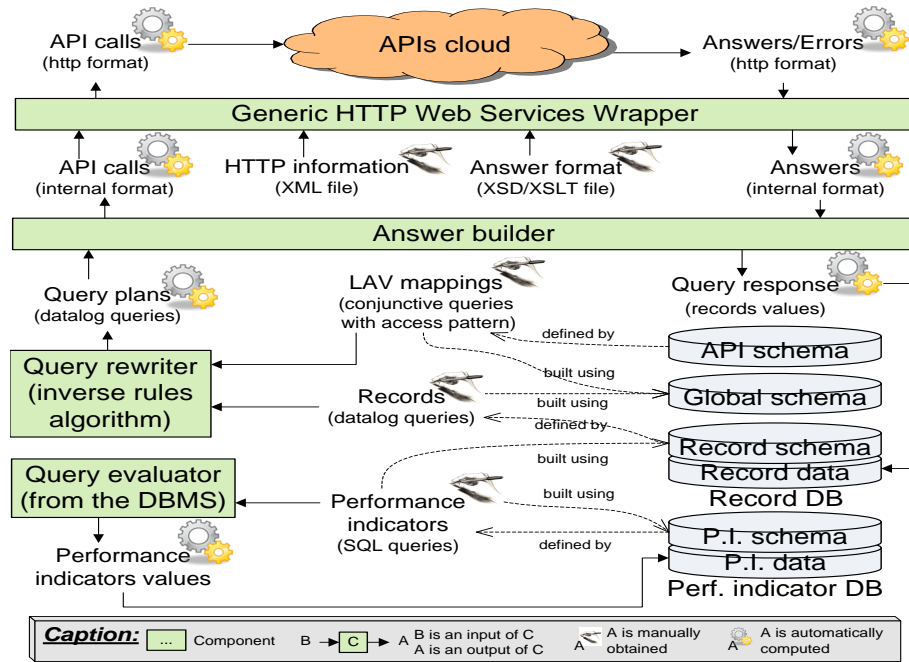 API calls
(http format)
APIs cloud
Answers/Errors
(http format)
Generic HTTP Web Services Wrapper
API calls
(internal format)
HTTP information
(XML file)
Answer format
(XSD/XSLT file)
Answers
(internal format)
Answer builder
Query plans
(datalog queries)
LAV mappings
(conjunctive queries
with access pattern)
Query response
(records values)
defined by
API schema
Query rewriter
(inverse rules
algorithm)
built using
Records
(datalog queries)
built using
Global schema
defined by
Record schema
built using
Record data
Record DB
Query evaluator
(from the DBMS)
Performance
indicators
(SQL queries)
built using
defined by
P.I. schema
P.I. data
Perf. indicator DB
Performance
indicators values
Caption:
... Component
B C A
B is an input of C
A is an output of C
A A is manually
obtained
A A is automatically
computed